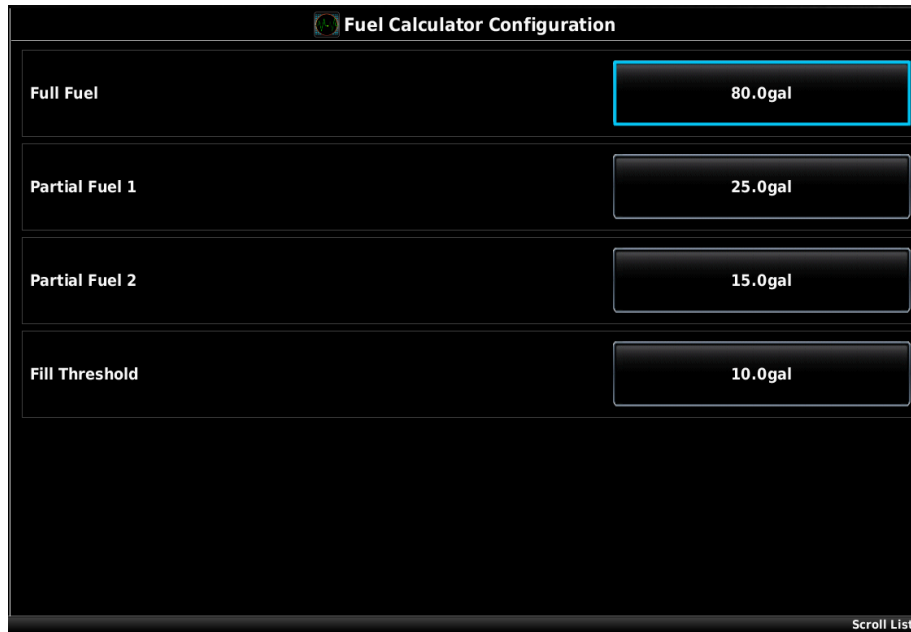 Fuel Calculator Configuration
Full Fuel 80.0gal
Partial Fuel 1 25.0gal
Partial Fuel 2 15.0gal
Fill Threshold 10.0gal
Scroll List